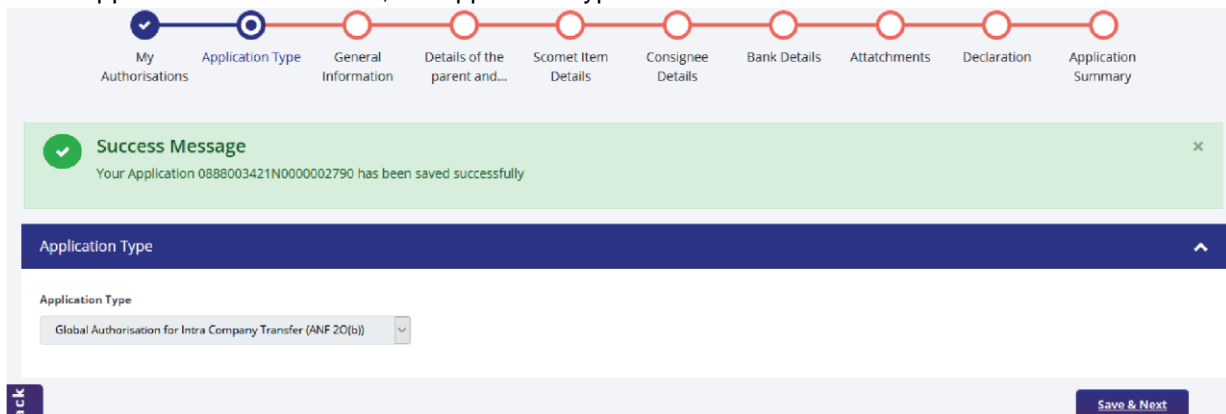 My Authorisations
Application Type
General Information
Details of the parent and...
Scomet Item Details
Consignee Details
Bank Details
Attatchments
Declaration
Application Summary
Success Message
Your Application 0888003421N0000002790 has been saved successfully
×
Application Type
Application Type
Global Authorisation for Intra Company Transfer (ANF 2O(b))
Save & Next